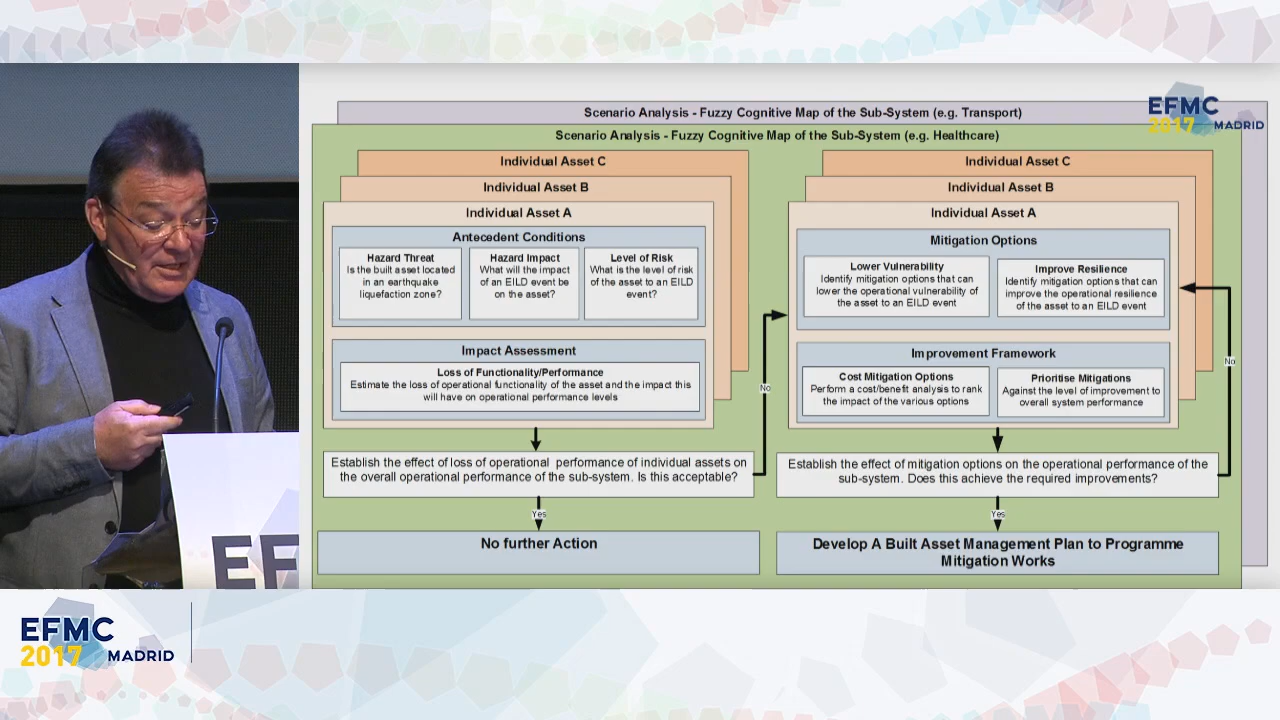 Scenario Analysis - Fuzzy Cognitive Map of the Sub-System (e.g. Transport)
EFMC
2017 MADRID
Scenario Analysis - Fuzzy Cognitive Map of the Sub-System (e.g. Healthcare)
Individual Asset C
Individual Asset B
Individual Asset A
Antecedent Conditions
Hazard Threat
Is the built asset located
in an earthquake
liquefaction zone?
Hazard Impact
What will the impact
of an EILD event be
on the asset?
Level of Risk
What is the level of risk
of the asset to an EILD
event?
Impact Assessment
Loss of Functionality/Performance
Estimate the loss of operational functionality of the asset and the impact this
will have on operational performance levels
Establish the effect of loss of operational performance of individual assets on
the overall operational performance of the sub-system. Is this acceptable?
Yes
No further Action
No
Individual Asset C
Individual Asset B
Individual Asset A
Mitigation Options
Lower Vulnerability
Identify mitigation options that can
lower the operational vulnerability of
the asset to an EILD event
Improve Resilience
Identify mitigation options that can
improve the operational resilience
of the asset to an EILD event
Improvement Framework
Cost Mitigation Options
Perform a cost/benefit analysis to rank
the impact of the various options
Prioritise Mitigations
Against the level of improvement to
overall system performance
No
Establish the effect of mitigation options on the operational performance of the
sub-system. Does this achieve the required improvements?
Yes
Develop A Built Asset Management Plan to Programme
Mitigation Works
EF
EFMC
2017 MADRID